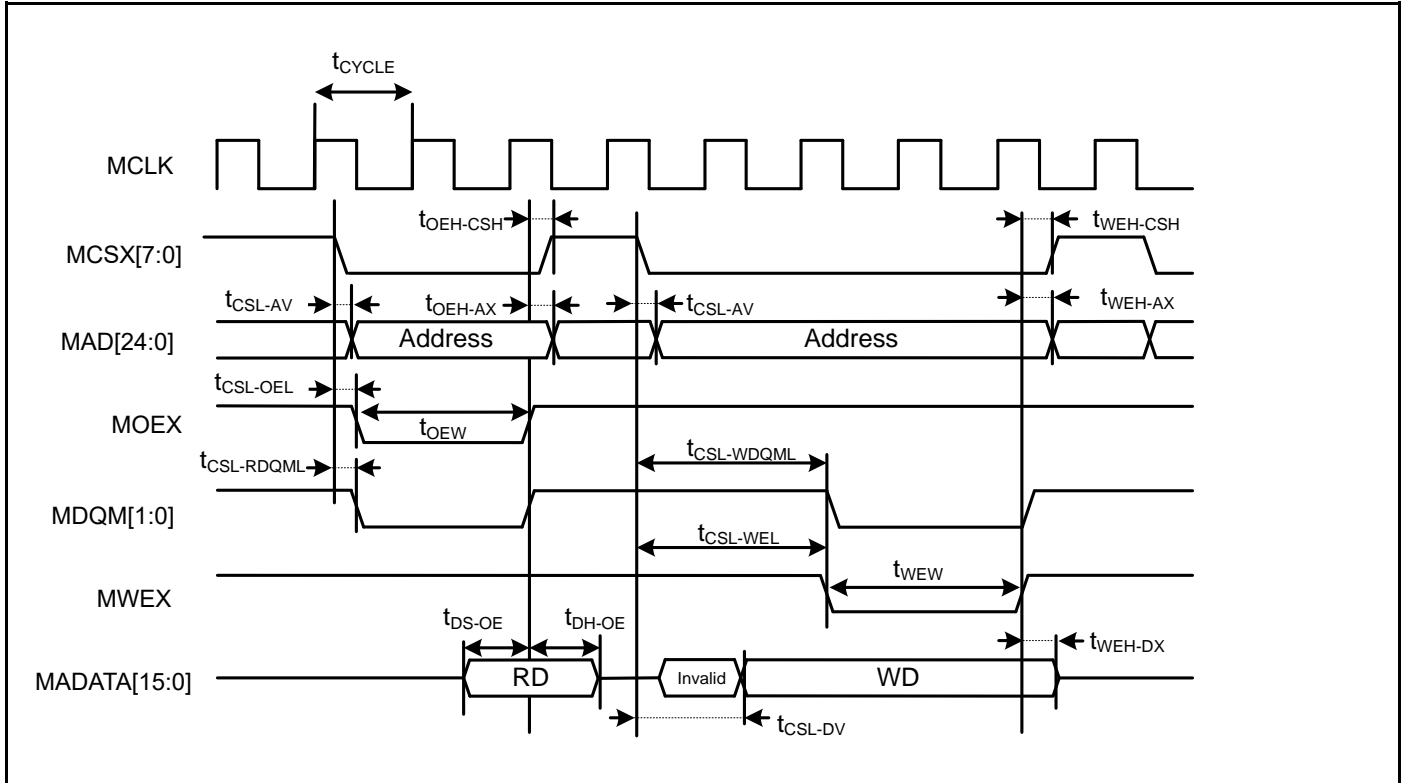 tCYCLE
MCLK
tOEH-CSH
tWEH-CSH
MCSX[7:0]
tCSL-AV
tOEH-AX
tCSL-AV
tWEH-AX
MAD[24:0]
Address
Address
tCSL-OEL
MOEX
tOEW
tCSL-RDQML
tCSL-WDQML
MDQM[1:0]
tCSL-WEL
MWEX
tWEW
tDS-OE
tDH-OE
tWEH-DX
MADATA[15:0]
RD
Invalid
WD
tCSL-DV